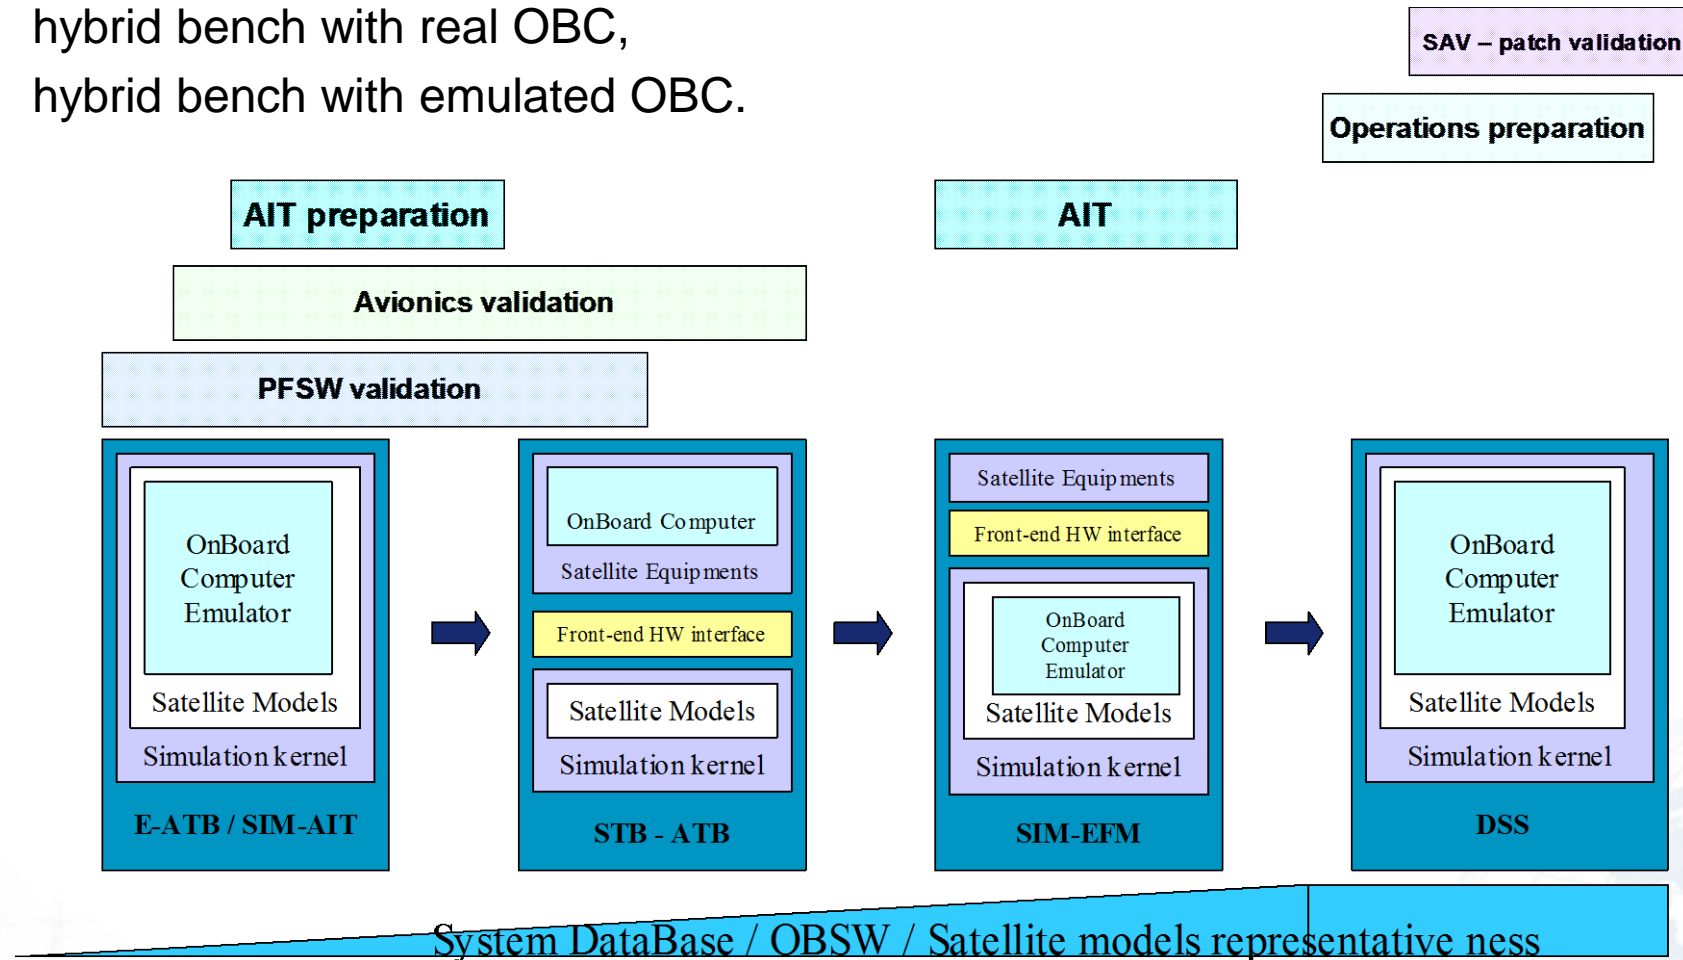 hybrid bench with real OBC,
hybrid bench with emulated OBC.
SAV – patch validation
Operations preparation
AIT preparation
AIT
Avionics validation
PFSW validation
OnBoard
Computer
Emulator
Satellite Models
Simulation kernel
E-ATB / SIM-AIT
OnBoard Computer
Satellite Equipments
Front-end HW interface
Satellite Models
Simulation kernel
STB - ATB
Satellite Equipments
Front-end HW interface
OnBoard
Computer
Emulator
Satellite Models
Simulation kernel
SIM-EFM
OnBoard
Computer
Emulator
Satellite Models
Simulation kernel
DSS
System DataBase / OBSW / Satellite models representative ness